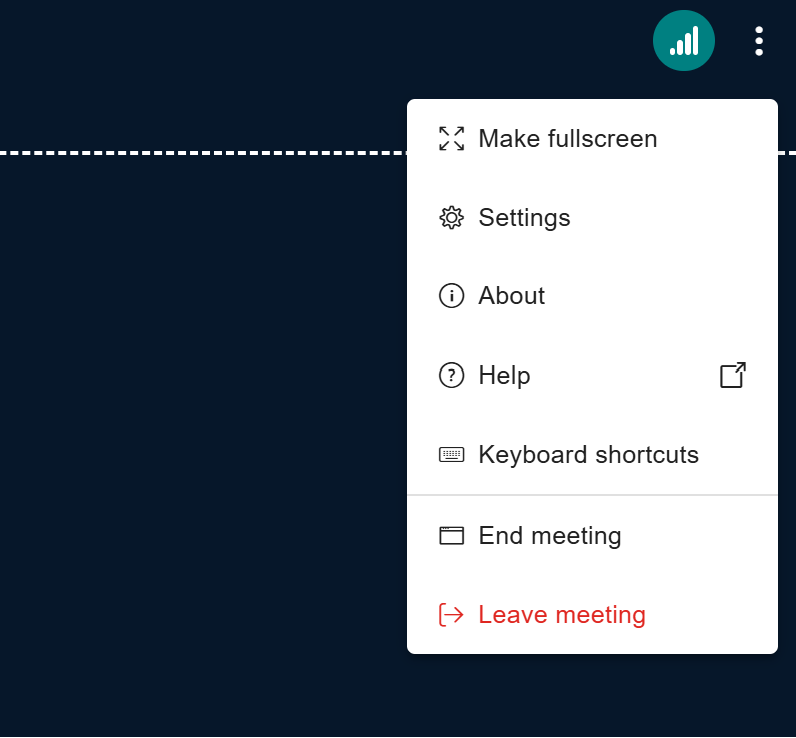 Make fullscreen
Settings
About
Help
Keyboard shortcuts
End meeting
Leave meeting